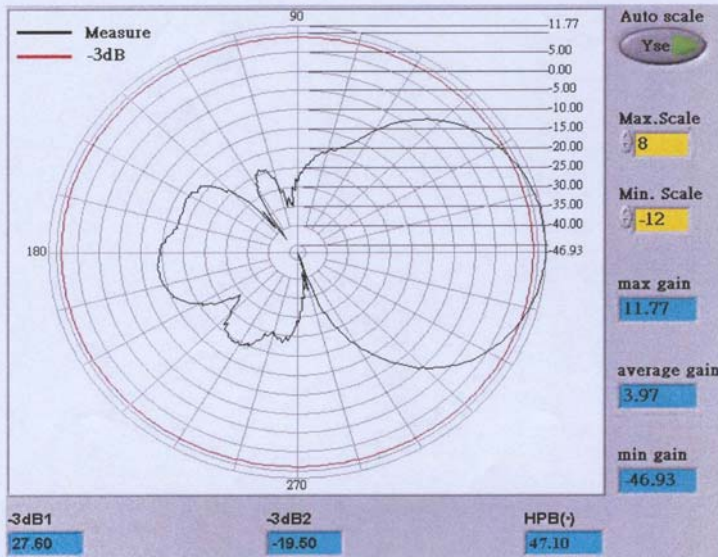 Measure
-3dB
90
180
270
11.77
5.00
0.00
-5.00
-10.00
-15.00
-20.00
-25.00
-30.00
-35.00
-40.00
-46.93
Auto scale
Yse
Max.Scale
8
Min. Scale
-12
max gain
11.77
average gain
3.97
min gain
-46.93
-3dB1
27.60
-3dB2
-19.50
HPB(·)
47.10